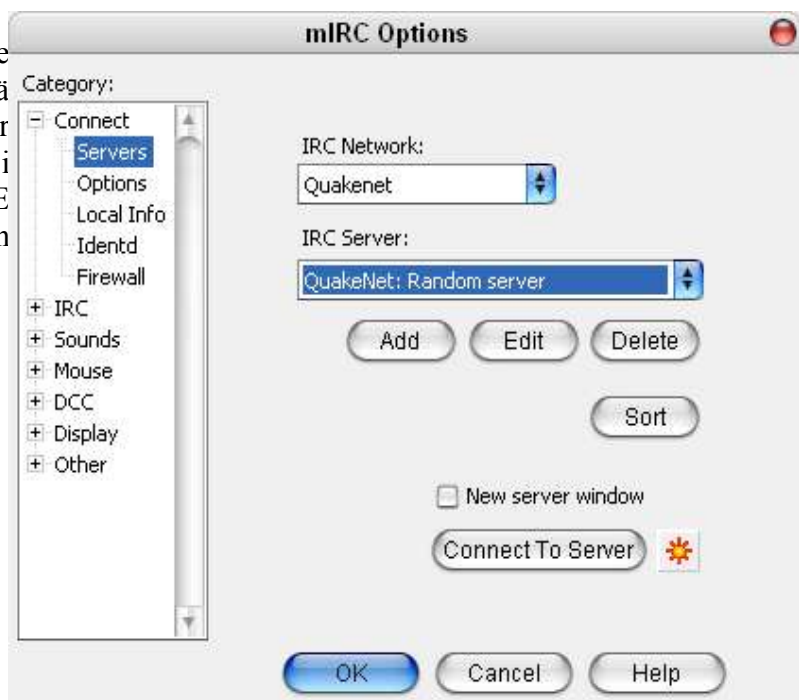 mIRC Options
e
ä
r
i
E
n
Category:
Connect
Servers
Options
Local Info
Identd
Firewall
IRC
Sounds
Mouse
DCC
Display
Other
IRC Network:
Quakenet
IRC Server:
QuakeNet: Random server
Add Edit Delete
Sort
New server window
Connect To Server
OK Cancel Help